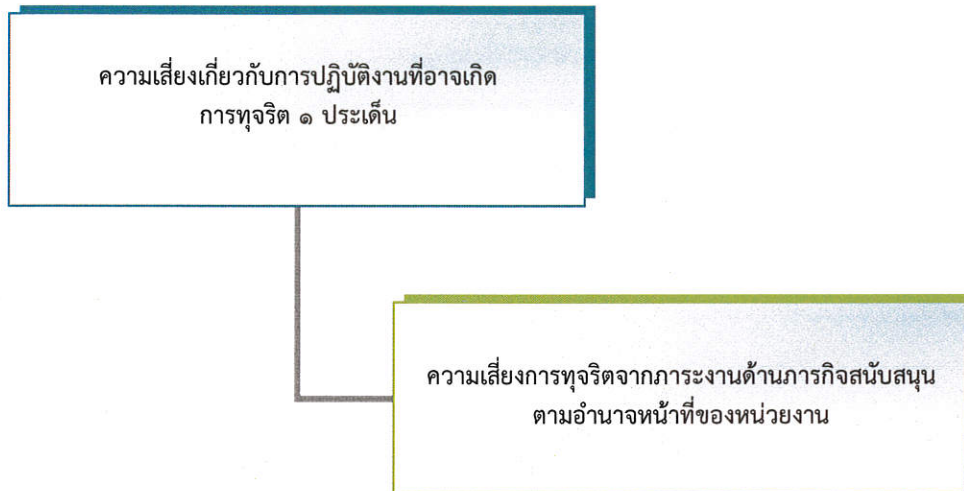 ความเสี่ยงเกี่ยวกับการปฏิบัติงานที่อาจเกิด
การทุจริต ๑ ประเด็น
ความเสี่ยงการทุจริตจากภาระงานด้านภารกิจสนับสนุน
ตามอำนาจหน้าที่ของหน่วยงาน